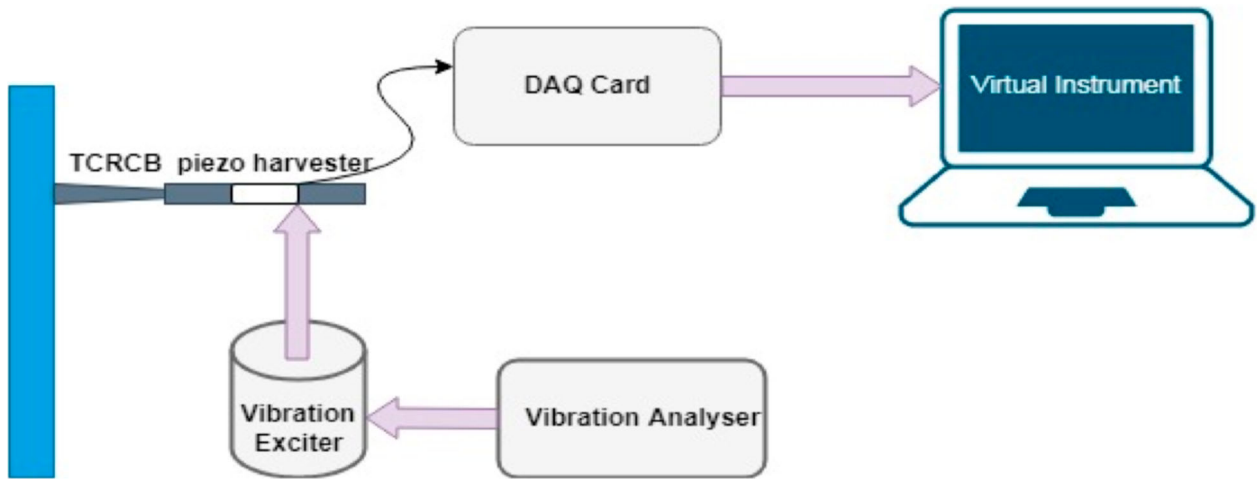 DAQ Card
Virtual Instrument
TCRCB piezo harvester
Vibration
Exciter
Vibration Analyser